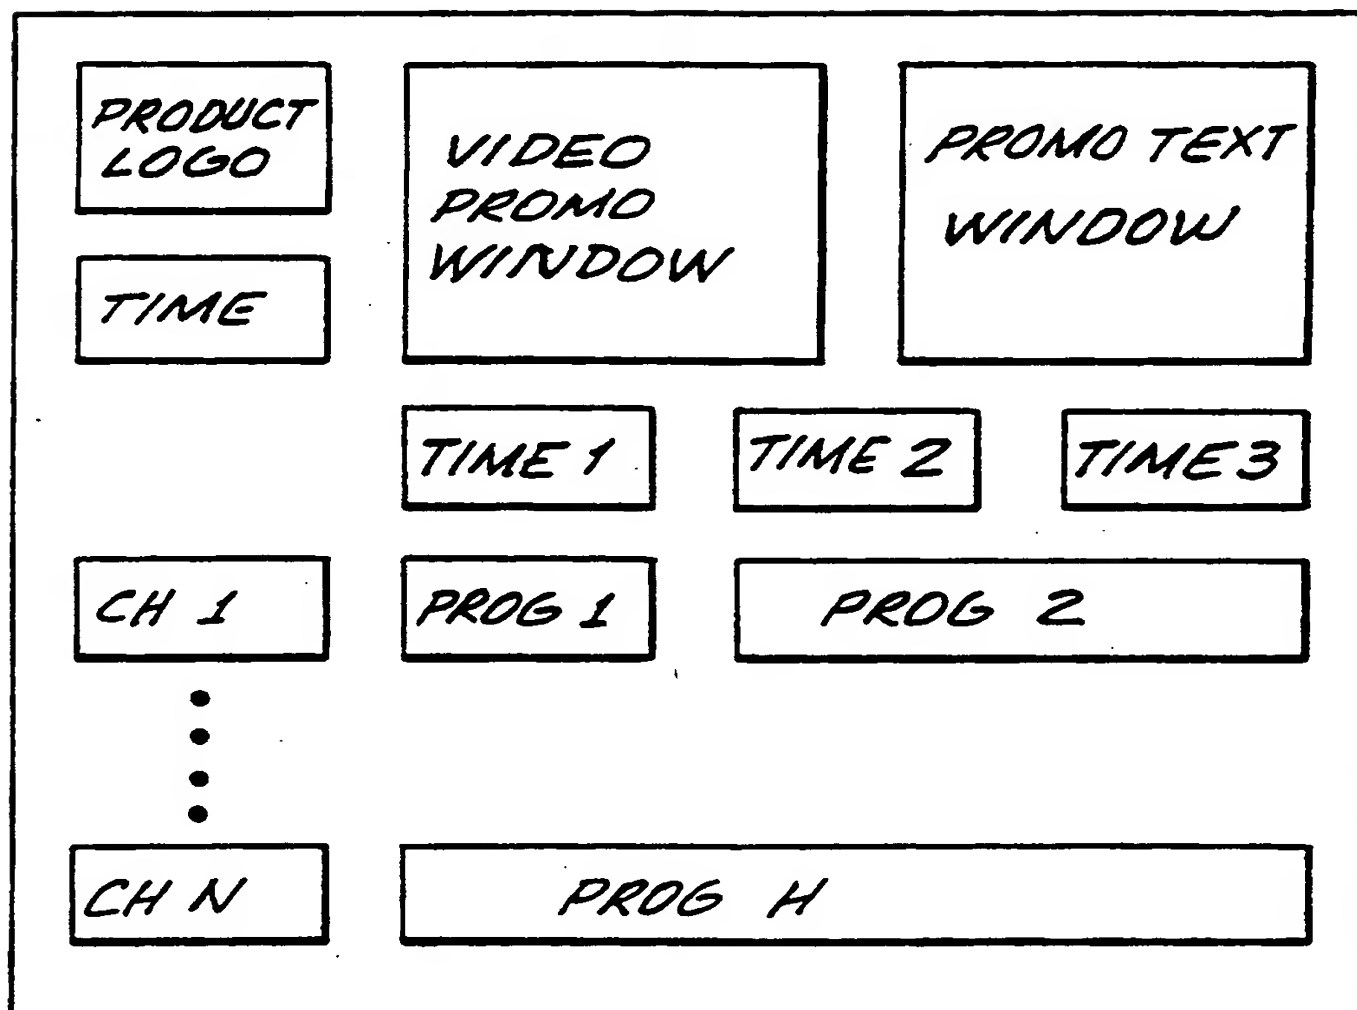 PRODUCT
LOGO
TIME
VIDEO
PROMO
WINDOW
PROMO TEXT
WINDOW
TIME 1
TIME 2
TIME 3
CH 1
PROG 1
PROG 2
CH N
PROG H